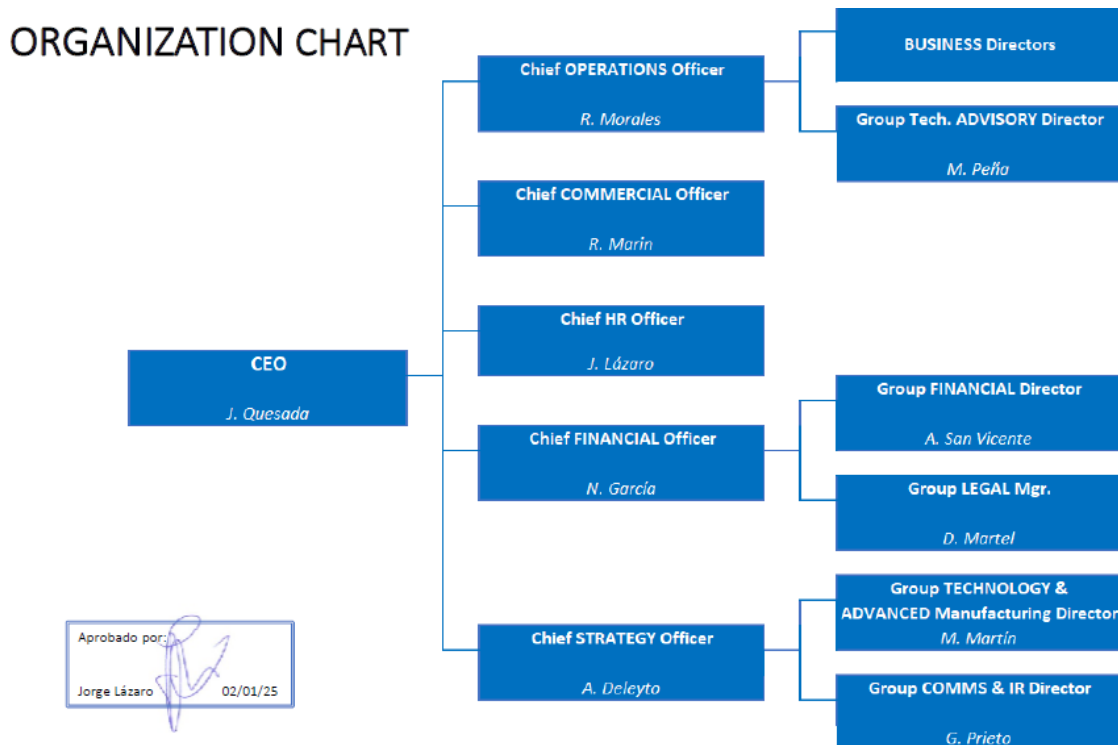 ORGANIZATION CHART
CEO
J. Quesada
Chief OPERATIONS Officer
R. Morales
BUSINESS Directors
Group Tech. ADVISORY Director
M. Peña
Chief COMMERCIAL Officer
R. Marin
Chief HR Officer
J. Lázaro
Chief FINANCIAL Officer
N. García
Group FINANCIAL Director
A. San Vicente
Group LEGAL Mgr.
D. Martel
Chief STRATEGY Officer
A. Deleyto
Group TECHNOLOGY &
ADVANCED Manufacturing Director
M. Martín
Group COMMS & IR Director
G. Prieto
Aprobado por:
Jorge Lázaro 02/01/25